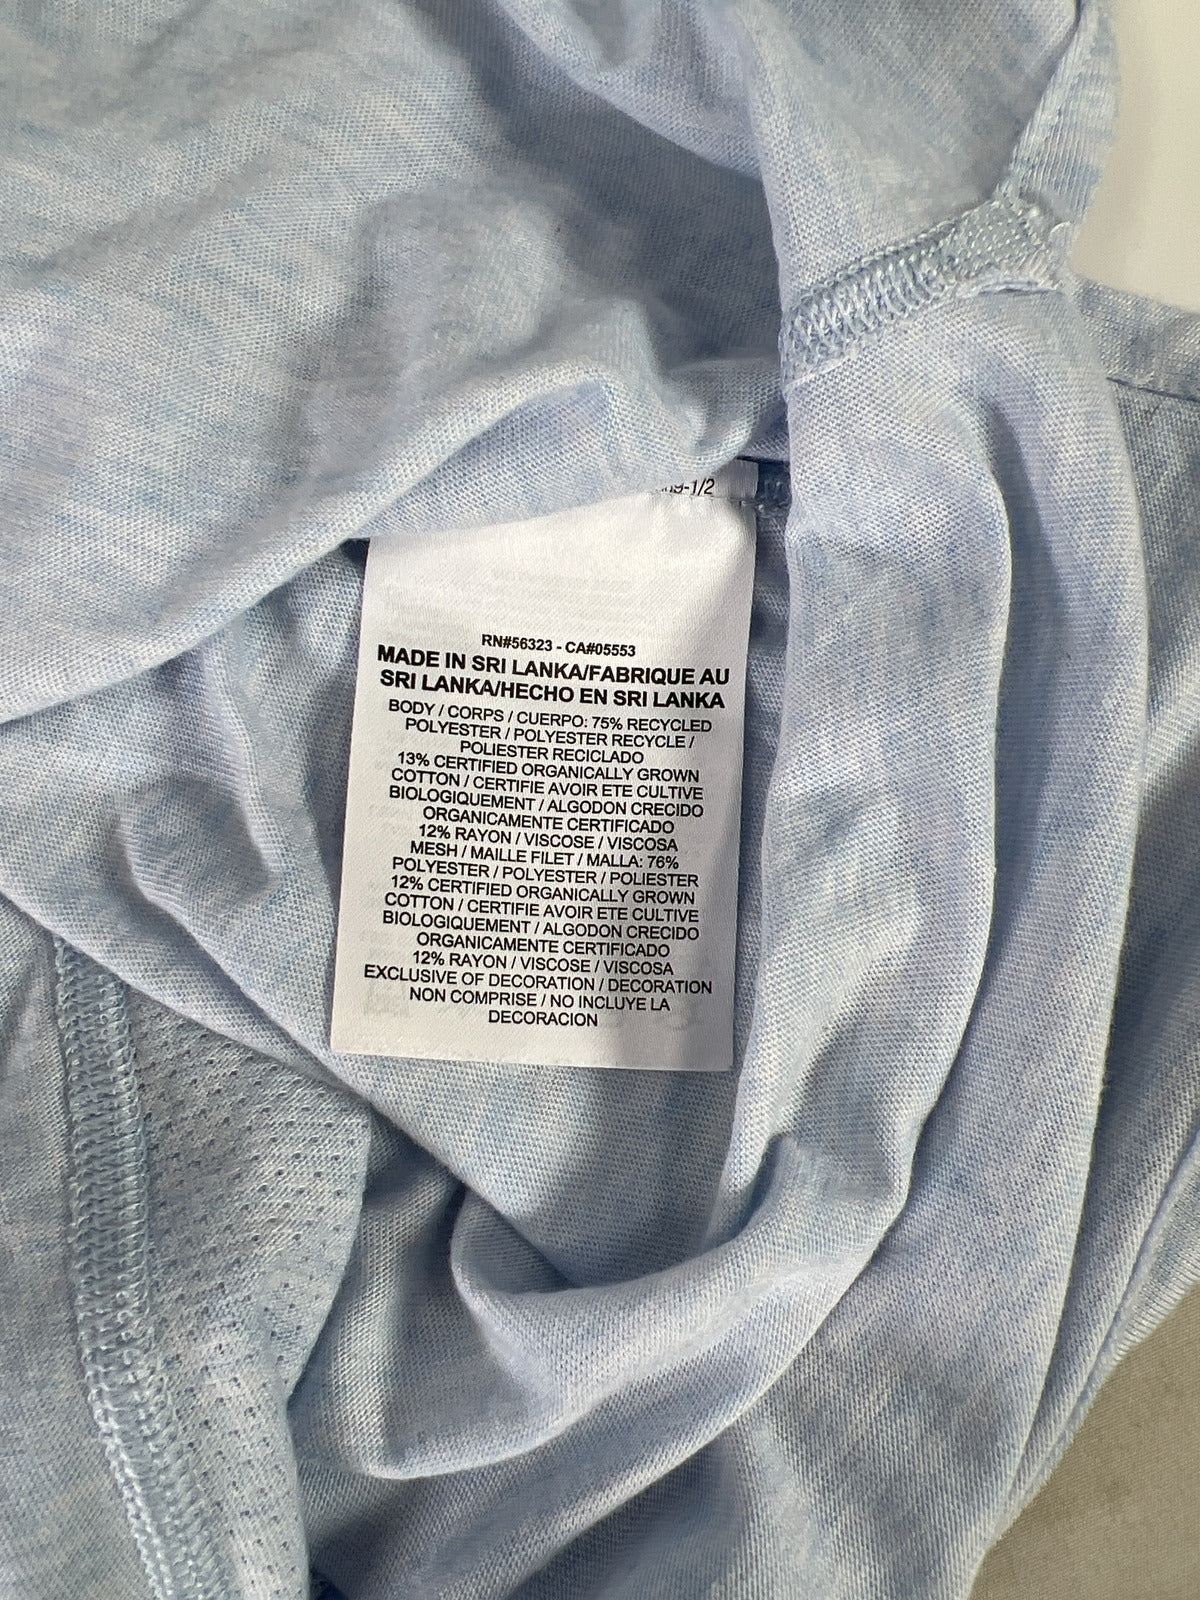 RN#56323 - CA#05553
MADE IN SRI LANKA/FABRIQUE AU
SRI LANKA/HECHO EN SRI LANKA
BODY / CORPS / CUERPO: 75% RECYCLED
POLYESTER / POLYESTER RECYCLE /
POLIESTER RECICLADO
13% CERTIFIED ORGANICALLY GROWN
COTTON / CERTIFIE AVOIR ETE CULTIVE
BIOLOGIQUEMENT / ALGODON CRECIDO
ORGANICAMENTE CERTIFICADO
12% RAYON / VISCOSE / VISCOSA
MESH / MAILLE FILET / MALLA: 76%
POLYESTER / POLYESTER / POLIESTER
12% CERTIFIED ORGANICALLY GROWN
COTTON / CERTIFIE AVOIR ETE CULTIVE
BIOLOGIQUEMENT / ALGODON CRECIDO
ORGANICAMENTE CERTIFICADO
12% RAYON / VISCOSE / VISCOSA
EXCLUSIVE OF DECORATION / DECORATION
NON COMPRISE / NO INCLUYE LA
DECORACION